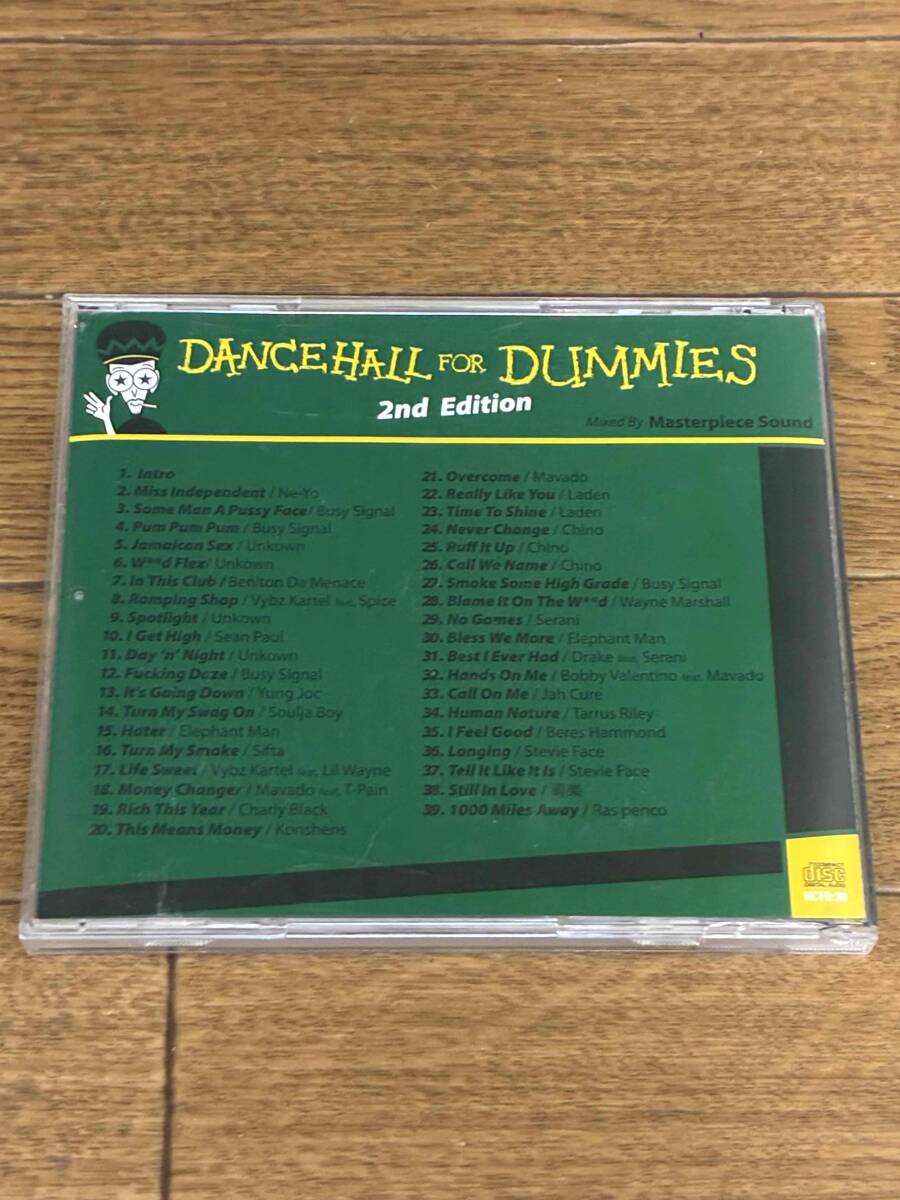 DANCEHALL FOR DUMMIES
2nd Edition
Mixed By Masterpiece Sound
1. Intro
2. Miss Independent / Ne-Yo
3. Some Man A Pussy Face/ Busy Signal
4. Pum Pum Pum / Busy Signal
5. Jamaican Sex / Unkown
6. W**d Flex/ Unkown
7. In This Club / Beniton Da Menace
8. Ramping Shop / Vybz Kartel feat. Spice
9. Spotlight / Unkown
10. I Get High / Sean Paul
11. Day 'n' Night / Unkown
12. Fucking Daze / Busy Signal
13. It's Going Down / Yung Joc
14. Turn My Swag On / Soulja Boy
15. Hater / Elephant Man
16. Turn My Smoke / Sifta
17. Life Sweet / Vybz Kartel feat. Lil Wayne
18. Money Changer / Mavado feat. T-Pain
19. Rich This Year / Charly Black
20. This Means Money / Konshens
21. Overcome / Mavado
22. Really Like You / Laden
23. Time To Shine / Laden
24. Never Change / Chino
25. Ruff It Up / Chino
26. Call We Name / Chino
27. Smoke Some High Grade / Busy Signal
28. Blame It On The W**d / Wayne Marshall
29. No Games / Serani
30. Bless We More / Elephant Man
31. Best I Ever Had / Drake feat. Serani
32. Hands On Me / Bobby Valentino feat. Mavado
33. Call On Me / Jah Cure
34. Human Nature / Tarrus Riley
35. I Feel Good / Beres Hammond
36. Longing / Stevie Face
37. Tell It Like It Is / Stevie Face
38. Still In Love /
39. 1000 Miles Away / Ras penco
COMPACT
disc
DIGITAL AUDIO